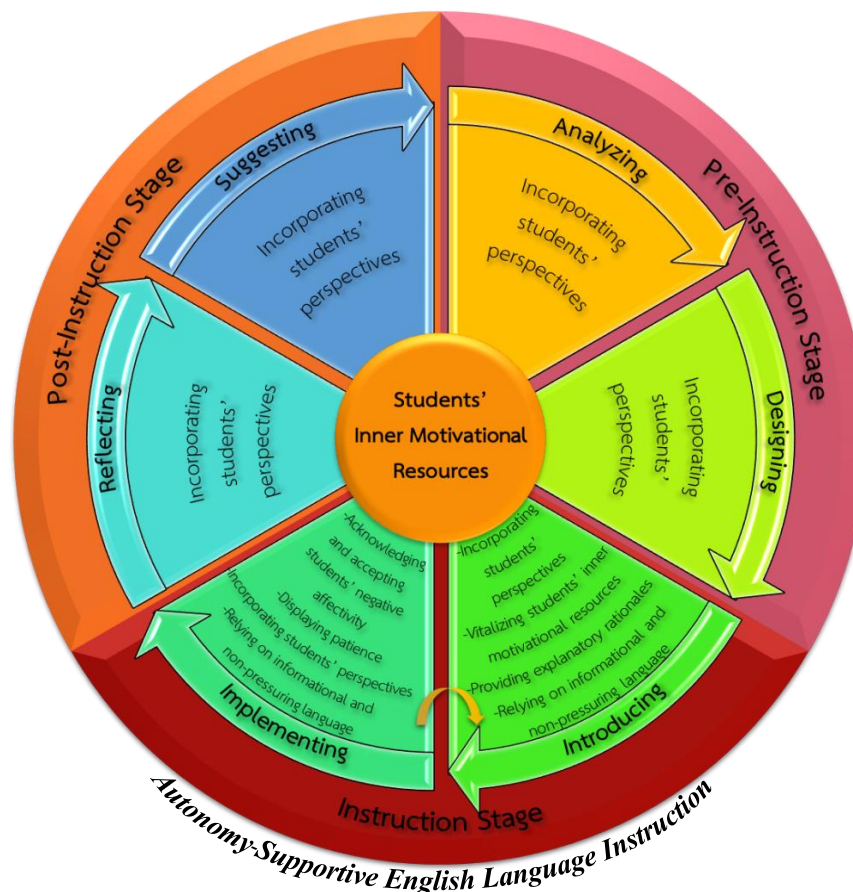 Pre-Instruction Stage
Analyzing
Incorporating
students'
perspectives
Designing
Incorporating
students'
perspectives
Instruction Stage
Introducing
-Incorporating
students'
perspectives
-Vitalizing students' inner
motivational resources
-Providing explanatory rationales
-Relying on informational and
non-pressuring language
Implementing
-Acknowledging
and accepting
students' negative
affectivity
-Displaying patience
-Incorporating students' perspectives
-Relying on informational and
non-pressuring language
Post-Instruction Stage
Reflecting
Incorporating
students'
perspectives
Suggesting
Incorporating
students'
perspectives
Students'
Inner Motivational
Resources
Autonomy-Supportive English Language Instruction